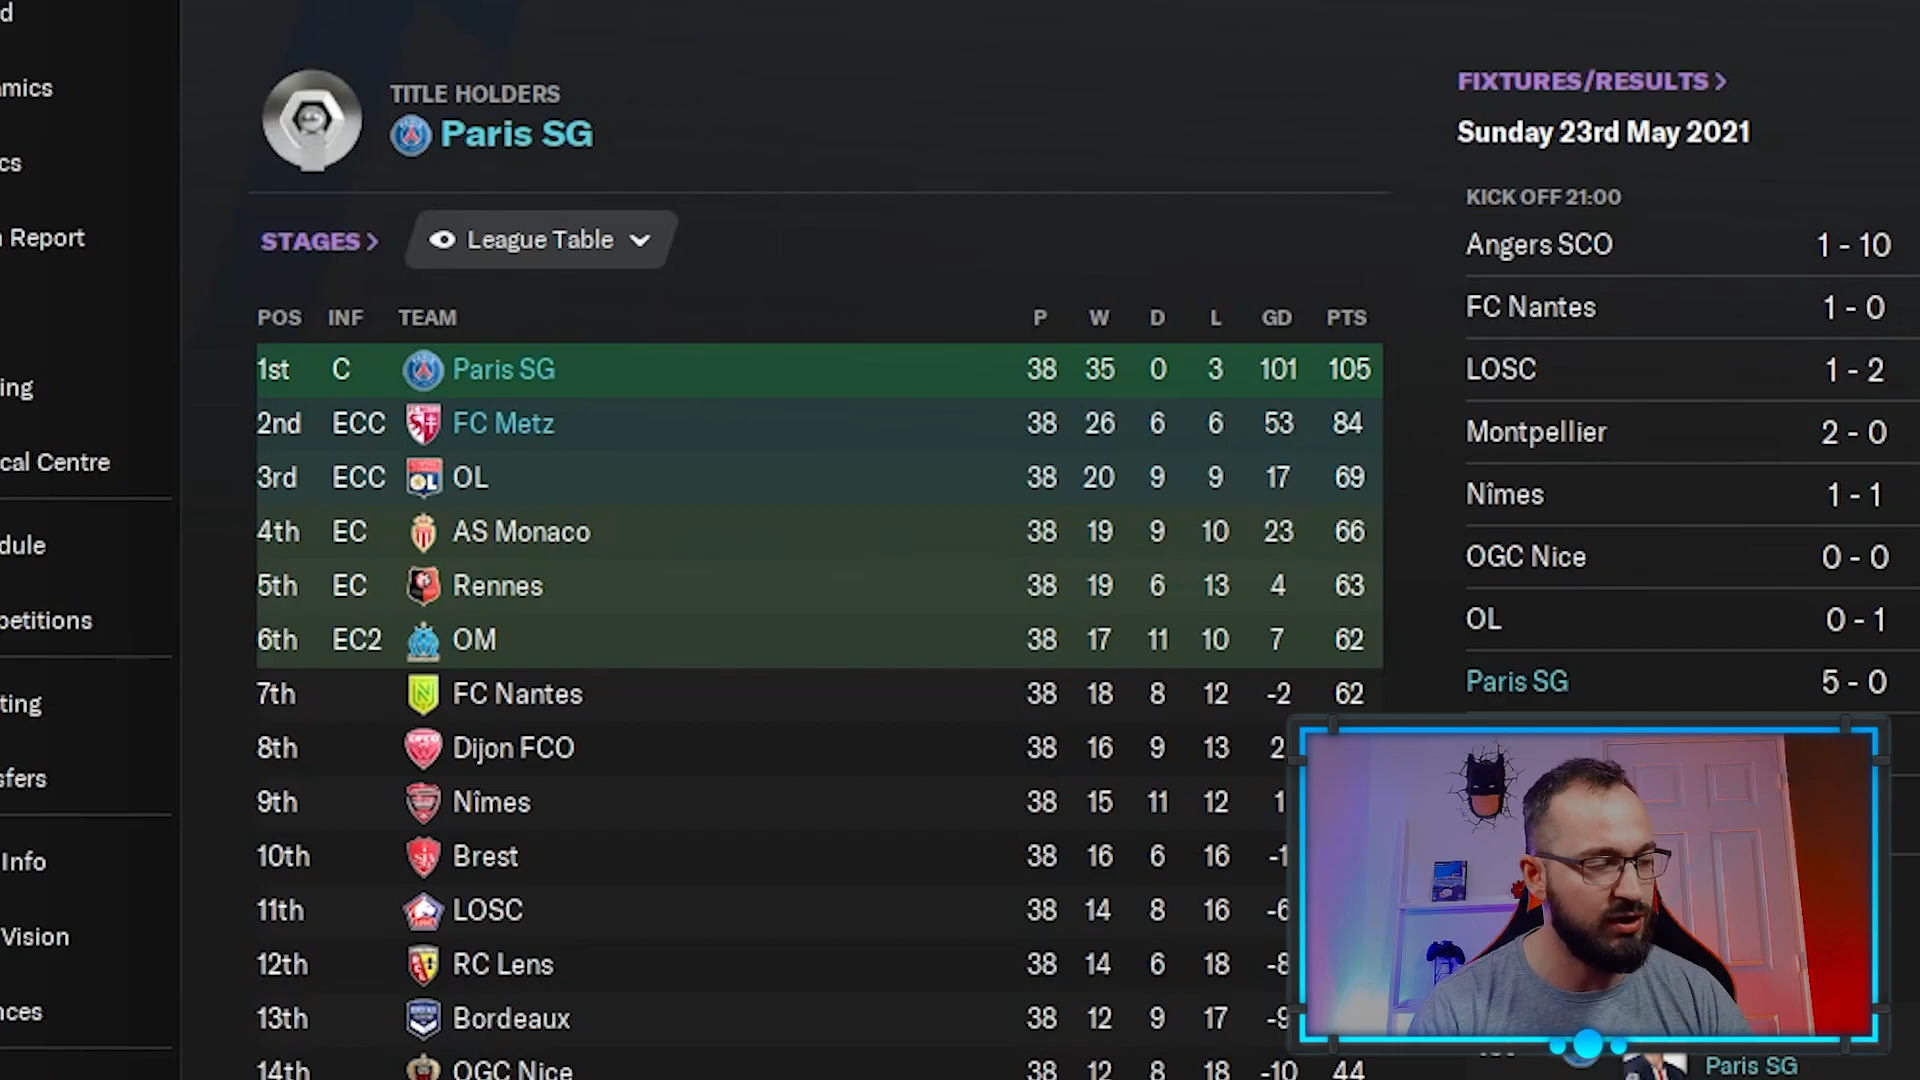 d
amics
cs
Report
ing
cal Centre
dule
petitions
ting
sfers
Info
Vision
nces
TITLE HOLDERS
Paris SG
STAGES > League Table
POS INF TEAM P W D L GD PTS
1st C Paris SG 38 35 0 3 101 105
2nd ECC FC Metz 38 26 6 6 53 84
3rd ECC OL 38 20 9 9 17 69
4th EC AS Monaco 38 19 9 10 23 66
5th EC Rennes 38 19 6 13 4 63
6th EC2 OM 38 17 11 10 7 62
7th FC Nantes 38 18 8 12 -2 62
8th Dijon FCO 38 16 9 13 2
9th Nîmes 38 15 11 12 1
10th Brest 38 16 6 16 -1
11th LOSC 38 14 8 16 -6
12th RC Lens 38 14 6 18 -8
13th Bordeaux 38 12 9 17 -9
14th OGC Nice 38 12 8 18 -10 44
FIXTURES/RESULTS >
Sunday 23rd May 2021
KICK OFF 21:00
Angers SCO 1 - 10
FC Nantes 1 - 0
LOSC 1 - 2
Montpellier 2 - 0
Nîmes 1 - 1
OGC Nice 0 - 0
OL 0 - 1
Paris SG 5 - 0
Paris SG